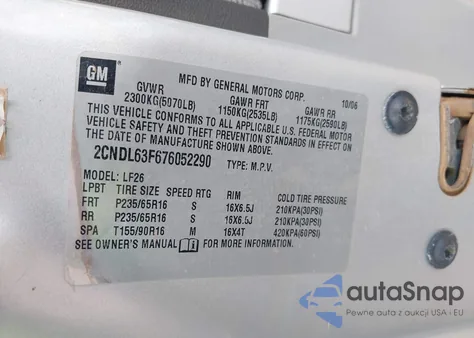 GM
MFD BY GENERAL MOTORS CORP. 10/06
GVWR GAWR FRT GAWR RR
2300KG(5070LB) 1150KG(2535LB) 1175KG(2590LB)
THIS VEHICLE CONFORMS TO ALL APPLICABLE U.S. FEDERAL MOTOR
VEHICLE SAFETY AND THEFT PREVENTION STANDARDS IN EFFECT ON
THE DATE OF MANUFACTURE SHOWN ABOVE.
2CNDL63F676052290 TYPE: M.P.V.
MODEL: LF26
LPBT TIRE SIZE SPEED RTG RIM COLD TIRE PRESSURE
FRT P235/65R16 S 16X6.5J 210KPA(30PSI)
RR P235/65R16 S 16X6.5J 210KPA(30PSI)
SPA T155/90R16 M 16X4T 420KPA(60PSI)
SEE OWNER'S MANUAL i FOR MORE INFORMATION.
autoSnap
Pewne auta z aukcji USA - EU